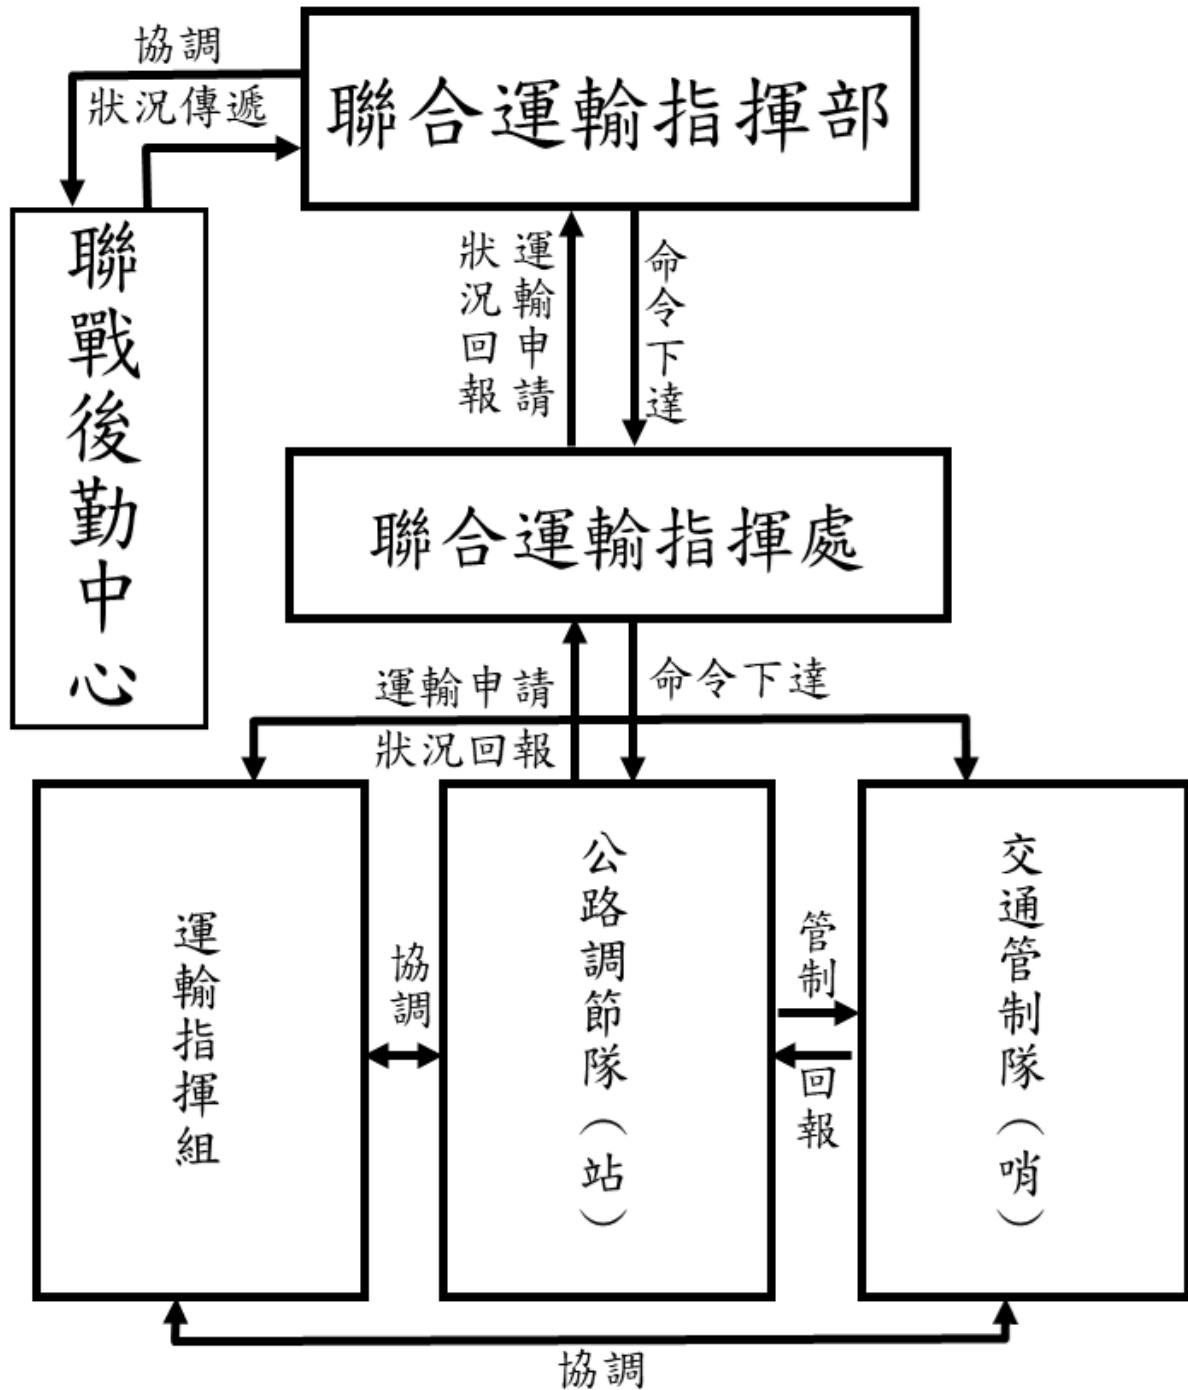 協調
狀況傳遞
聯合運輸指揮部
聯戰後勤中心
運輸申請
狀況回報
命令下達
聯合運輸指揮處
運輸申請
狀況回報
命令下達
運輸指揮組
協調
公路調節隊（站）
管制
回報
交通管制隊（哨）
協調